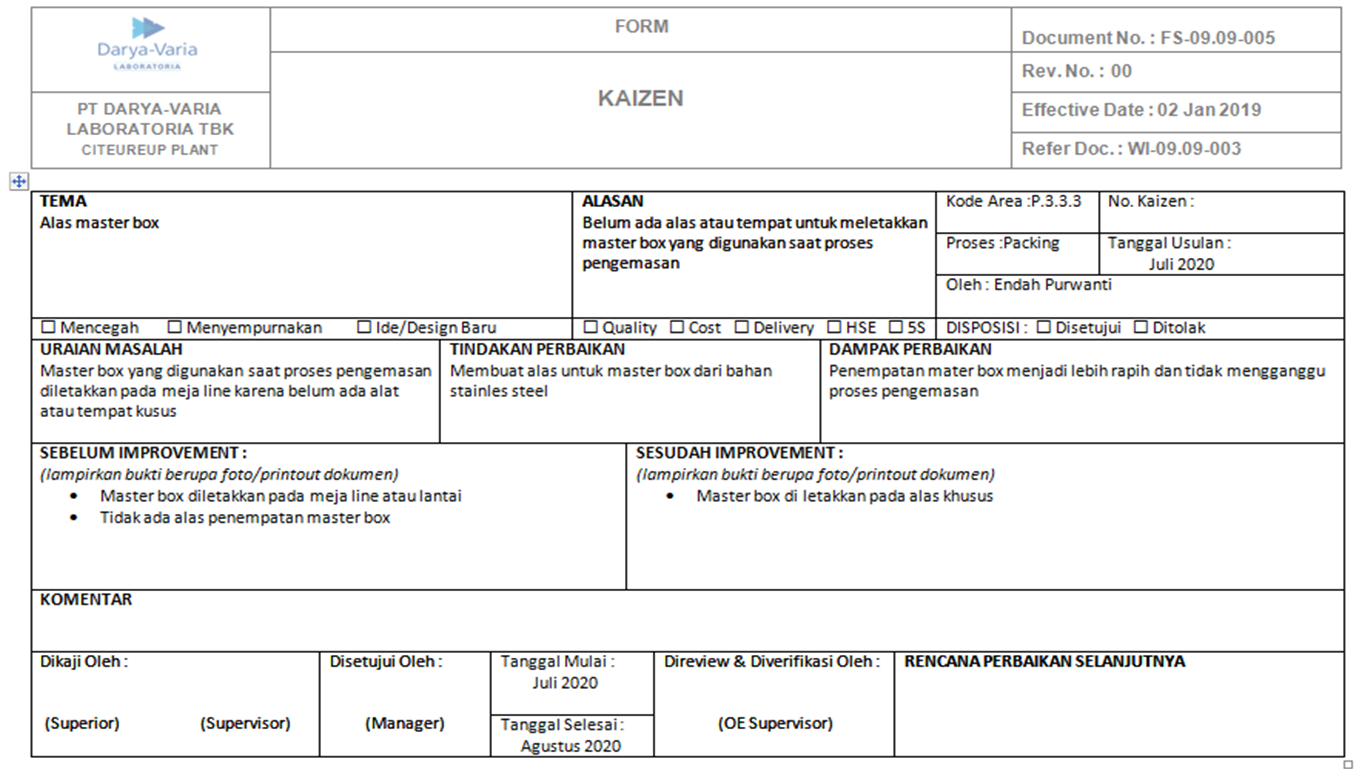 Darya-Varia
LABORATORIA
PT DARYA-VARIA
LABORATORIA TBK
CITEUREUP PLANT
FORM
KAIZEN
Document No. : FS-09.09-005
Rev. No. : 00
Effective Date : 02 Jan 2019
Refer Doc. : WI-09.09-003
TEMA
Alas master box
ALASAN
Belum ada alas atau tempat untuk meletakkan
master box yang digunakan saat proses
pengemasan
Kode Area :P.3.3.3
No. Kaizen :
Proses :Packing
Tanggal Usulan :
Juli 2020
Oleh : Endah Purwanti
☐ Mencegah ☐ Menyempurnakan ☐ Ide/Design Baru
☐ Quality ☐ Cost ☐ Delivery ☐ HSE ☐ 5S
DISPOSISI : ☐ Disetujui ☐ Ditolak
URAIAN MASALAH
Master box yang digunakan saat proses pengemasan
diletakkan pada meja line karena belum ada alat
atau tempat kusus
TINDAKAN PERBAIKAN
Membuat alas untuk master box dari bahan
stainles steel
DAMPAK PERBAIKAN
Penempatan mater box menjadi lebih rapih dan tidak mengganggu
proses pengemasan
SEBELUM IMPROVEMENT :
(lampirkan bukti berupa foto/printout dokumen)
• Master box diletakkan pada meja line atau lantai
• Tidak ada alas penempatan master box
SESUDAH IMPROVEMENT :
(lampirkan bukti berupa foto/printout dokumen)
• Master box di letakkan pada alas khusus
KOMENTAR
Dikaji Oleh :
(Superior) (Supervisor)
Disetujui Oleh :
(Manager)
Tanggal Mulai :
Juli 2020
Tanggal Selesai :
Agustus 2020
Direview & Diverifikasi Oleh :
(OE Supervisor)
RENCANA PERBAIKAN SELANJUTNYA